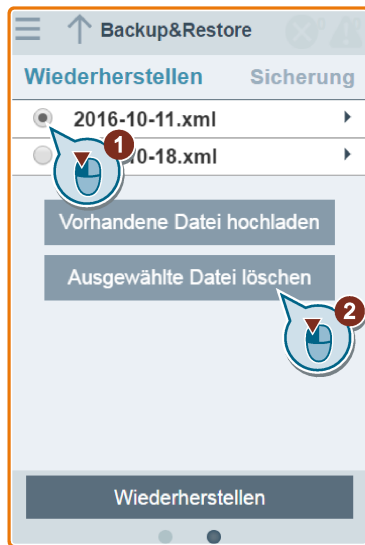 Backup&Restore
Wiederherstellen Sicherung
2016-10-11.xml
1
0-18.xml
Vorhandene Datei hochladen
Ausgewählte Datei löschen
2
Wiederherstellen